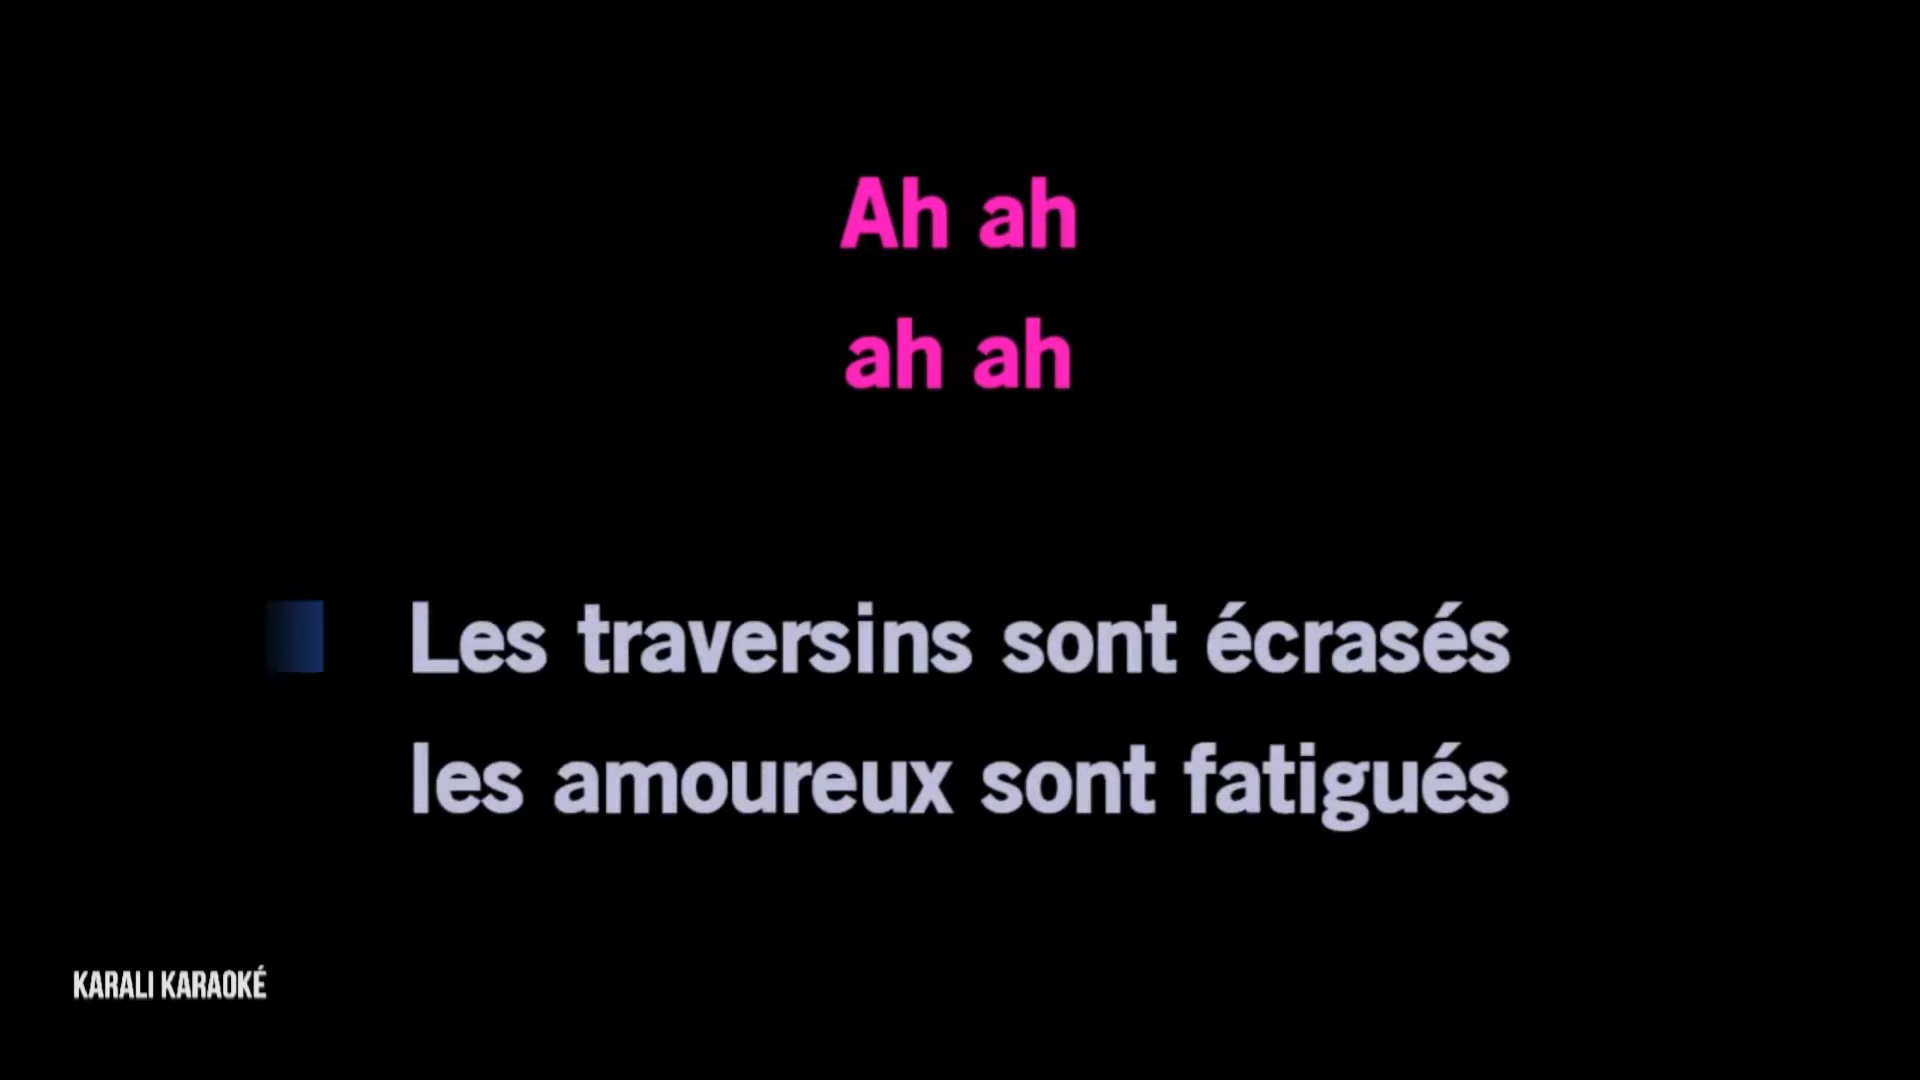 Ah ah
ah ah
Les traversins sont écrasés
les amoureux sont fatigués
KARALI KARAOKÉ